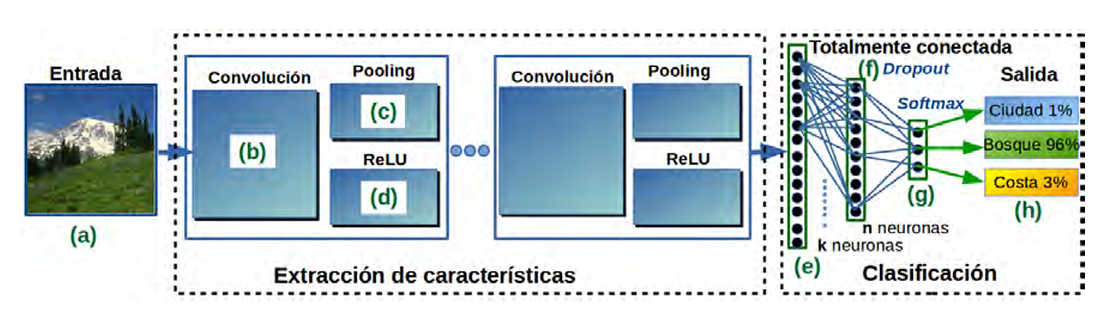 Entrada
(a)
Convolución
(b)
Pooling
(c)
ReLU
(d)
Convolución
Pooling
ReLU
Extracción de características
Totalmente conectada
(f) Dropout
Softmax
Salida
Ciudad 1%
Bosque 96%
Costa 3%
(g)
(h)
n neuronas
k neuronas
(e)
Clasificación